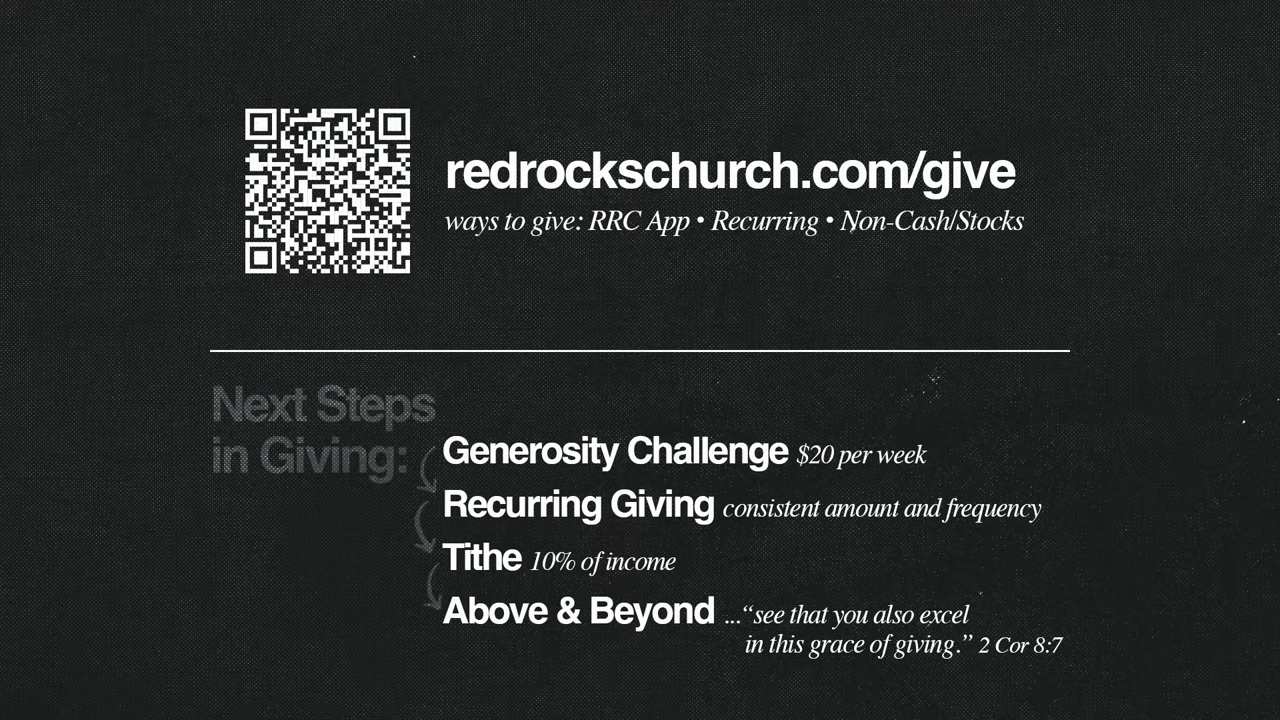 redrockschurch.com/give
ways to give: RRC App • Recurring • Non-Cash/Stocks
Next Steps
in Giving:
Generosity Challenge $20 per week
Recurring Giving consistent amount and frequency
Tithe 10% of income
Above & Beyond ...“see that you also excel
in this grace of giving.” 2 Cor 8:7